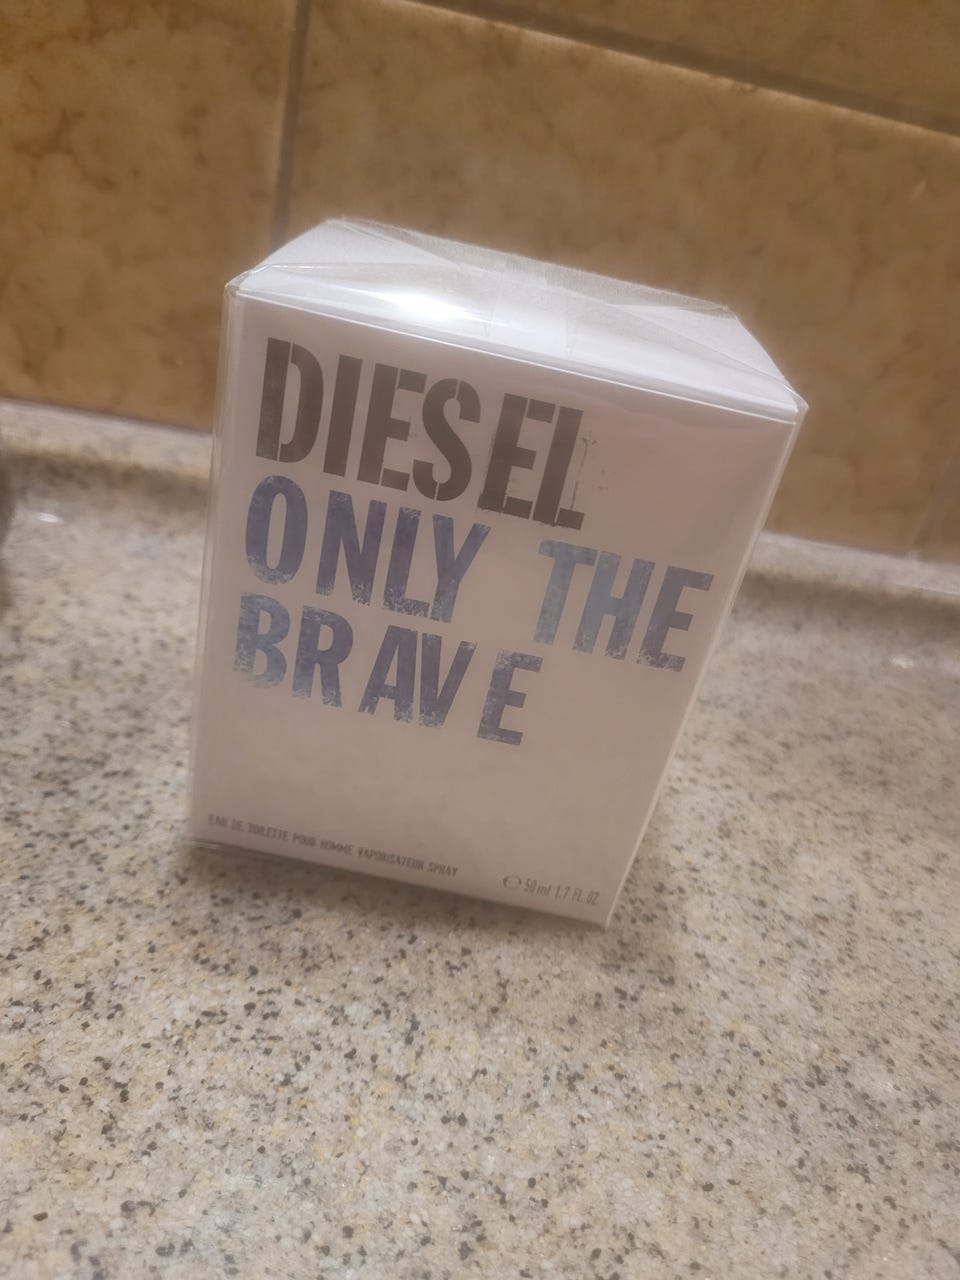 DIESEL
ONLY THE
BRAVE
EAU DE TOILETTE POUR HOMME VAPORISATEUR SPRAY
℮ 50 ml 1.7 FL.OZ.